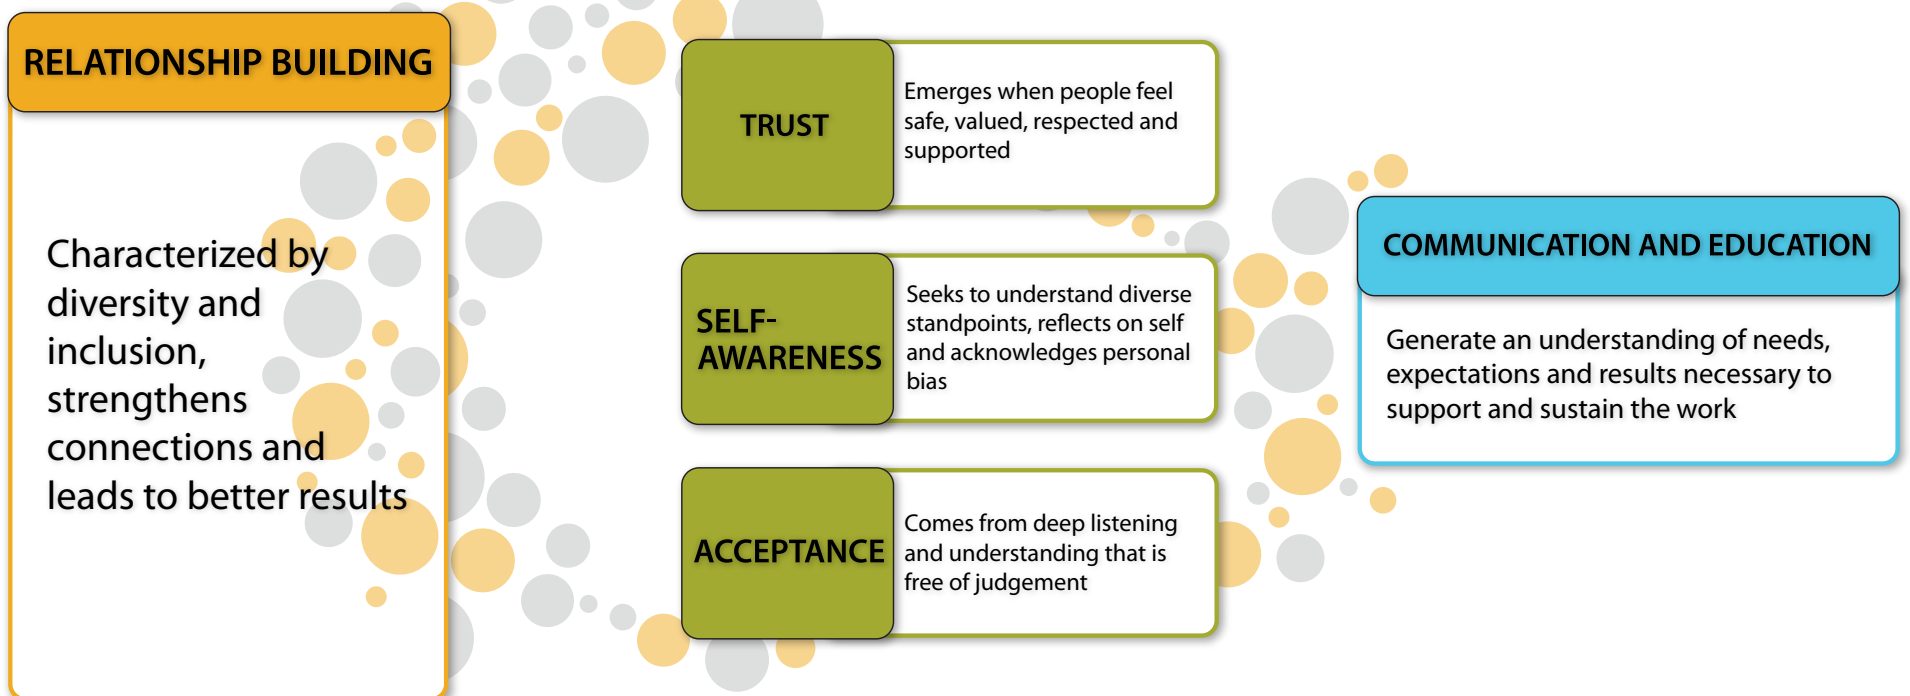 RELATIONSHIP BUILDING
Characterized by
diversity and
inclusion,
strengthens
connections and
leads to better results
TRUST
Emerges when people feel
safe, valued, respected and
supported
SELF-
AWARENESS
Seeks to understand diverse
standpoints, reflects on self
and acknowledges personal
bias
ACCEPTANCE
Comes from deep listening
and understanding that is
free of judgement
COMMUNICATION AND EDUCATION
Generate an understanding of needs,
expectations and results necessary to
support and sustain the work